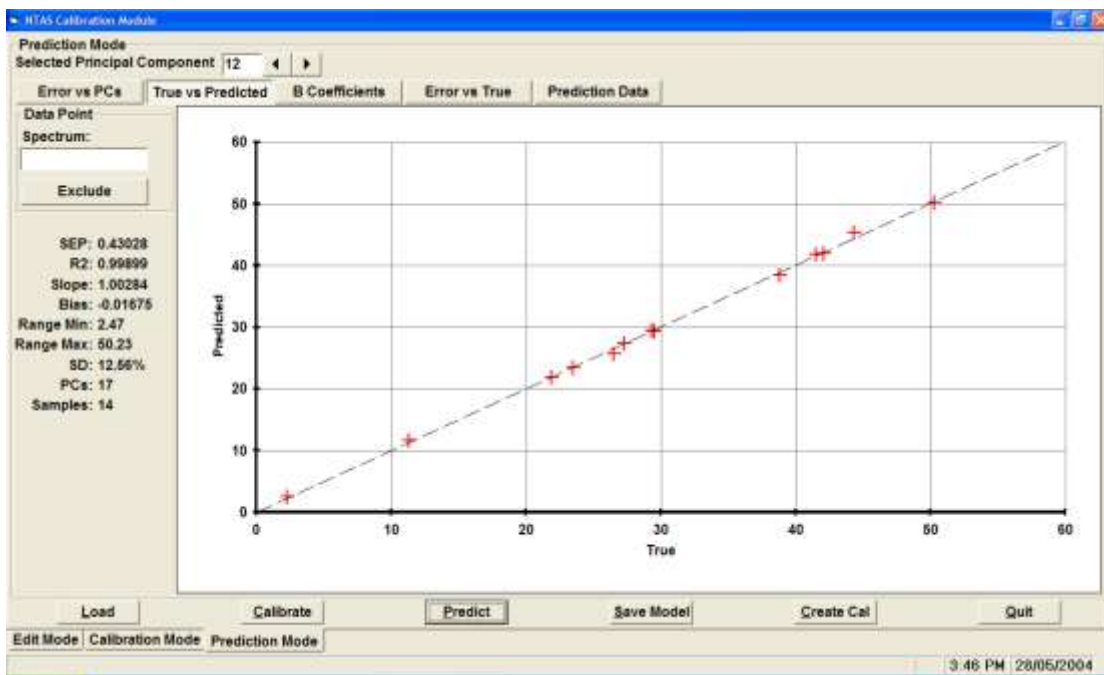 NTAS Calibration Module
Prediction Mode
Selected Principal Component 12
Error vs PCs True vs Predicted B Coefficients Error vs True Prediction Data
Data Point
Spectrum:
Exclude
SEP: 0.43028
R2: 0.99899
Slope: 1.00284
Bias: -0.01675
Range Min: 2.47
Range Max: 50.23
SD: 12.56%
PCs: 17
Samples: 14
60
50
40
30
20
10
0
Predicted
0 10 20 30 40 50 60
True
Load Calibrate Predict Save Model Create Cal Quit
Edit Mode Calibration Mode Prediction Mode
3:46 PM 28/05/2004